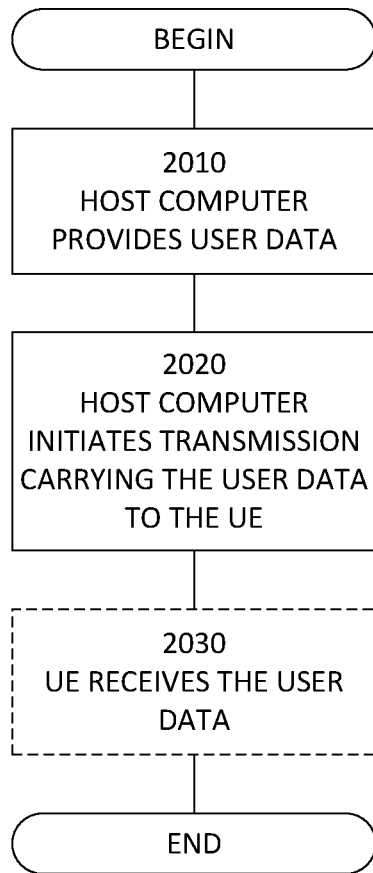 BEGIN
2010
HOST COMPUTER
PROVIDES USER DATA
2020
HOST COMPUTER
INITIATES TRANSMISSION
CARRYING THE USER DATA
TO THE UE
2030
UE RECEIVES THE USER
DATA
END